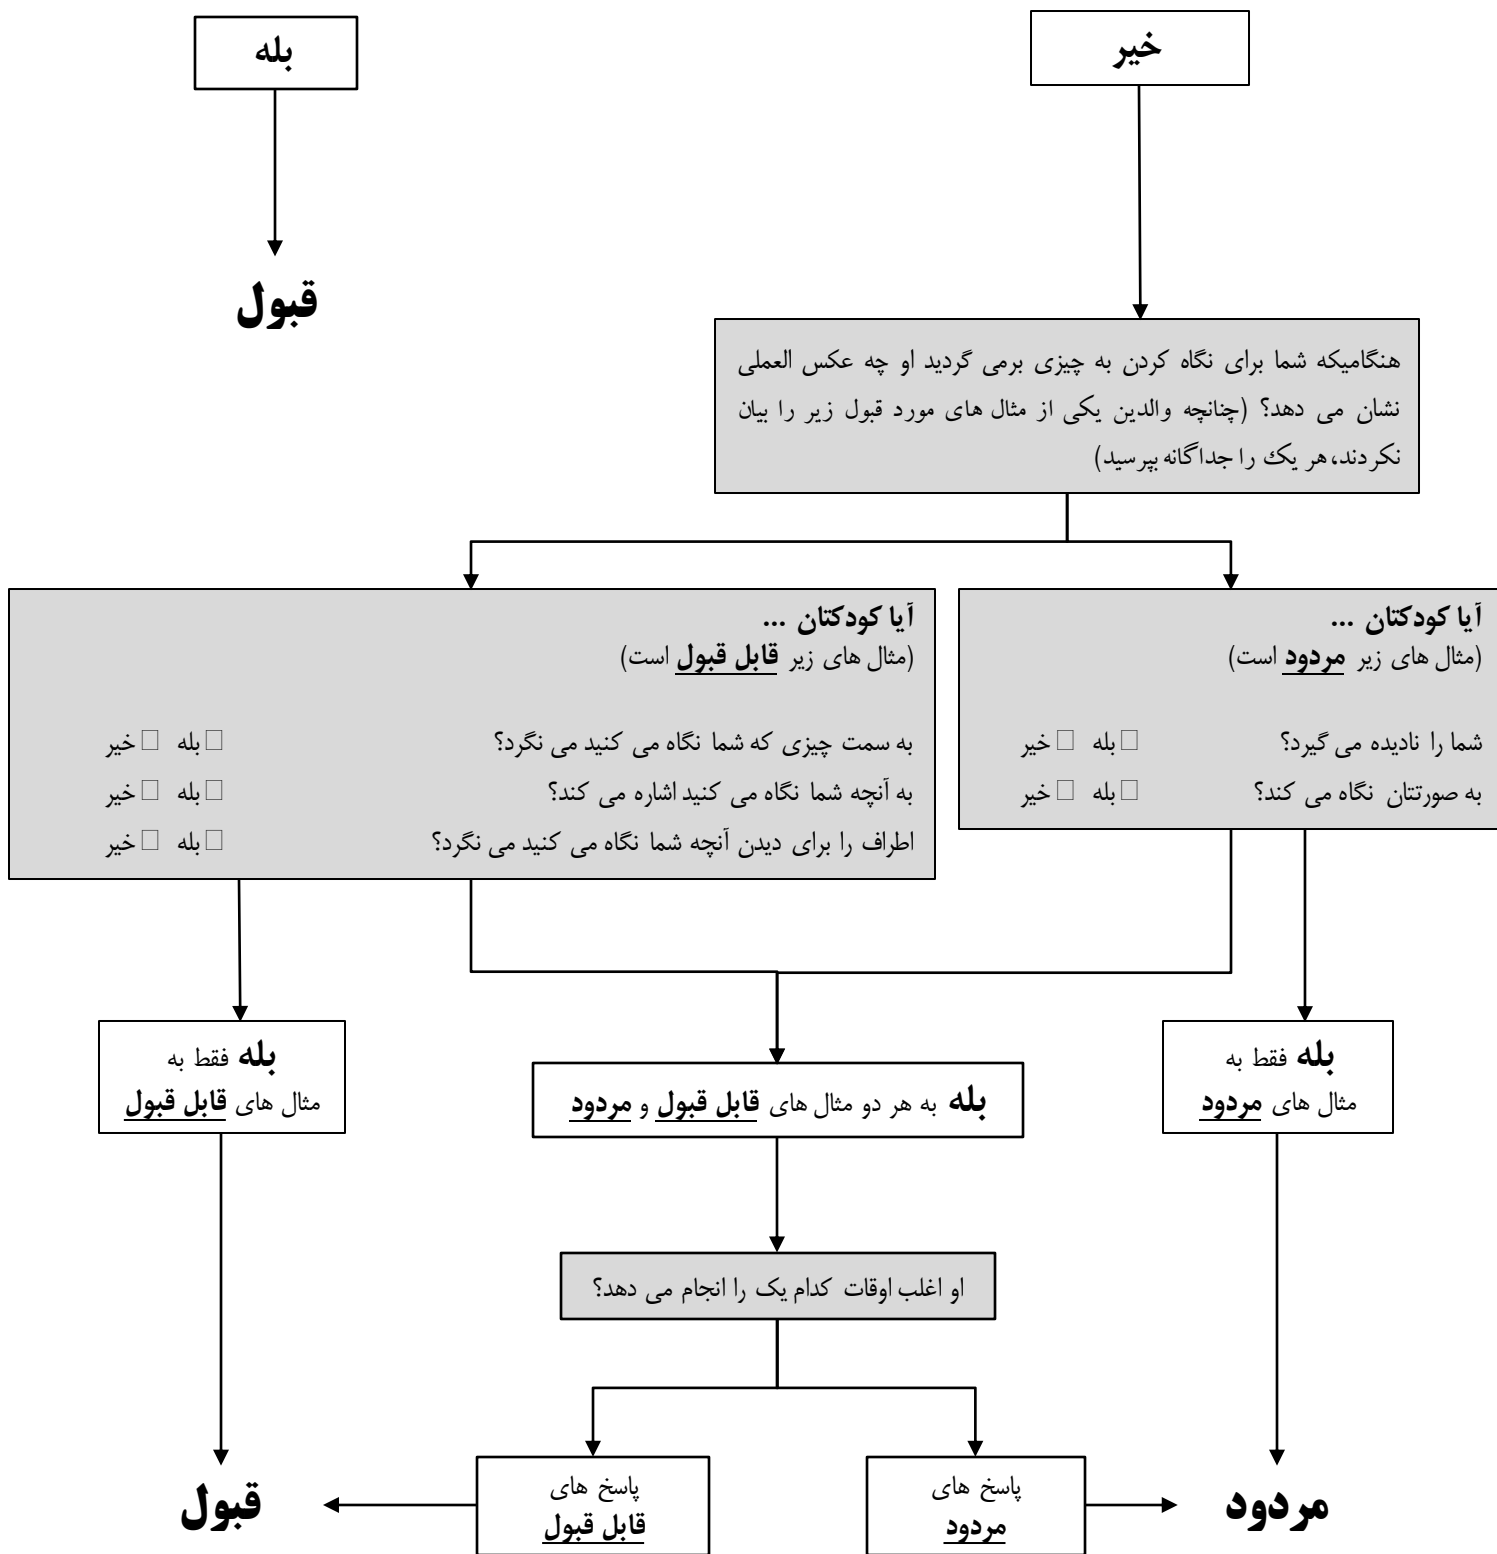 خیر
بله
قبول
هنگامیکه شما برای نگاه کردن به چیزی برمی گردید او چه عکس العملی
نشان می دهد؟ (چنانچه والدین یکی از مثال های مورد قبول زیر را بیان
نکردند،هر یک را جداگانه بپرسید)
آیا کودکتان ...
(مثال های زیر مردود است)
شما را نادیده می گیرد؟ □بله □خیر
به صورتتان نگاه می کند؟ □بله □خیر
آیا کودکتان ...
(مثال های زیر قابل قبول است)
به سمت چیزی که شما نگاه می کنید می نگرد؟ □بله □خیر
به آنچه شما نگاه می کنید اشاره می کند؟ □بله □خیر
اطراف را برای دیدن آنچه شما نگاه می کنید می نگرد؟ □بله □خیر
بله فقط به
مثال های مردود
بله به هر دو مثال های قابل قبول و مردود
بله فقط به
مثال های قابل قبول
او اغلب اوقات کدام یک را انجام می دهد؟
مردود
پاسخ های
مردود
پاسخ های
قابل قبول
قبول